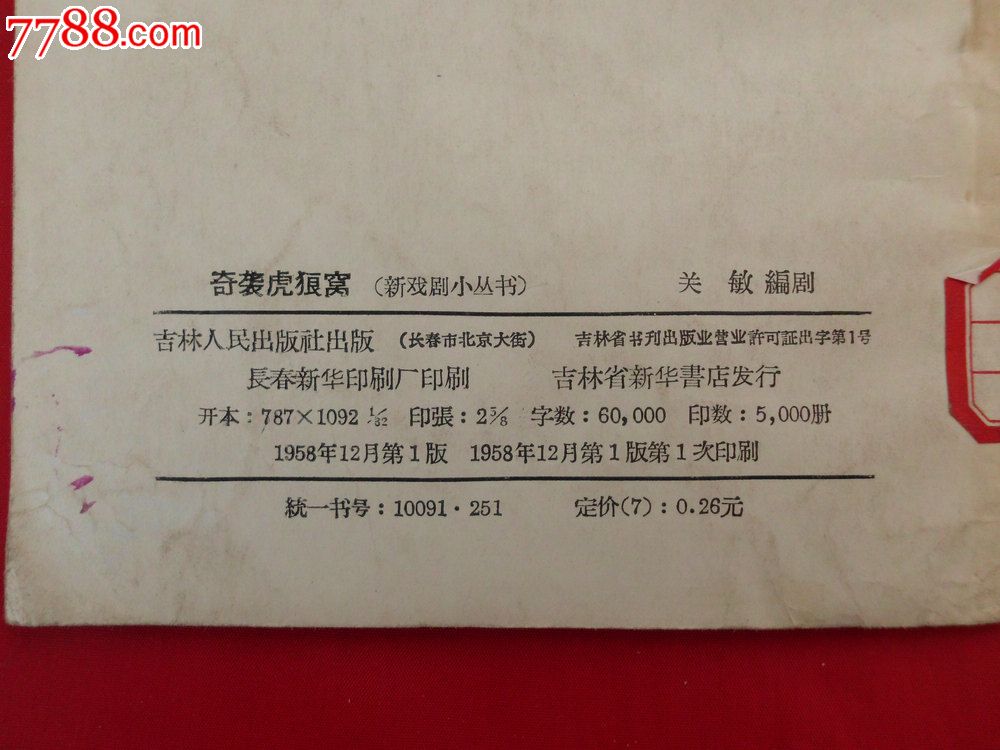 7788.com
奇袭虎狼窝 (新戏剧小丛书) 关 敏 編剧
吉林人民出版社出版 (长春市北京大街) 吉林省书刊出版业营业許可証出字第1号
長春新华印刷厂印刷 吉林省新华書店发行
开本:787×1092 1/32 印張:2 5/8 字数:60,000 印数:5,000册
1958年12月第1版 1958年12月第1版第1次印刷
統一书号:10091·251 定价(7):0.26元